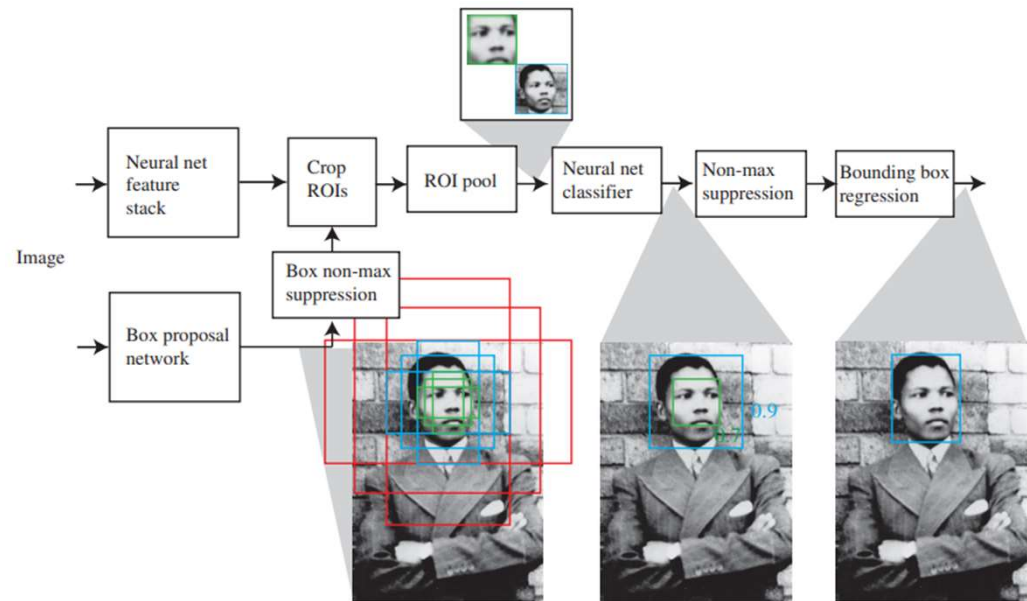 Neural net
feature
stack
Crop
ROIs
ROI pool
Neural net
classifier
Non-max
suppression
Bounding box
regression
Image
Box non-max
suppression
Box proposal
network
0.9
0.7